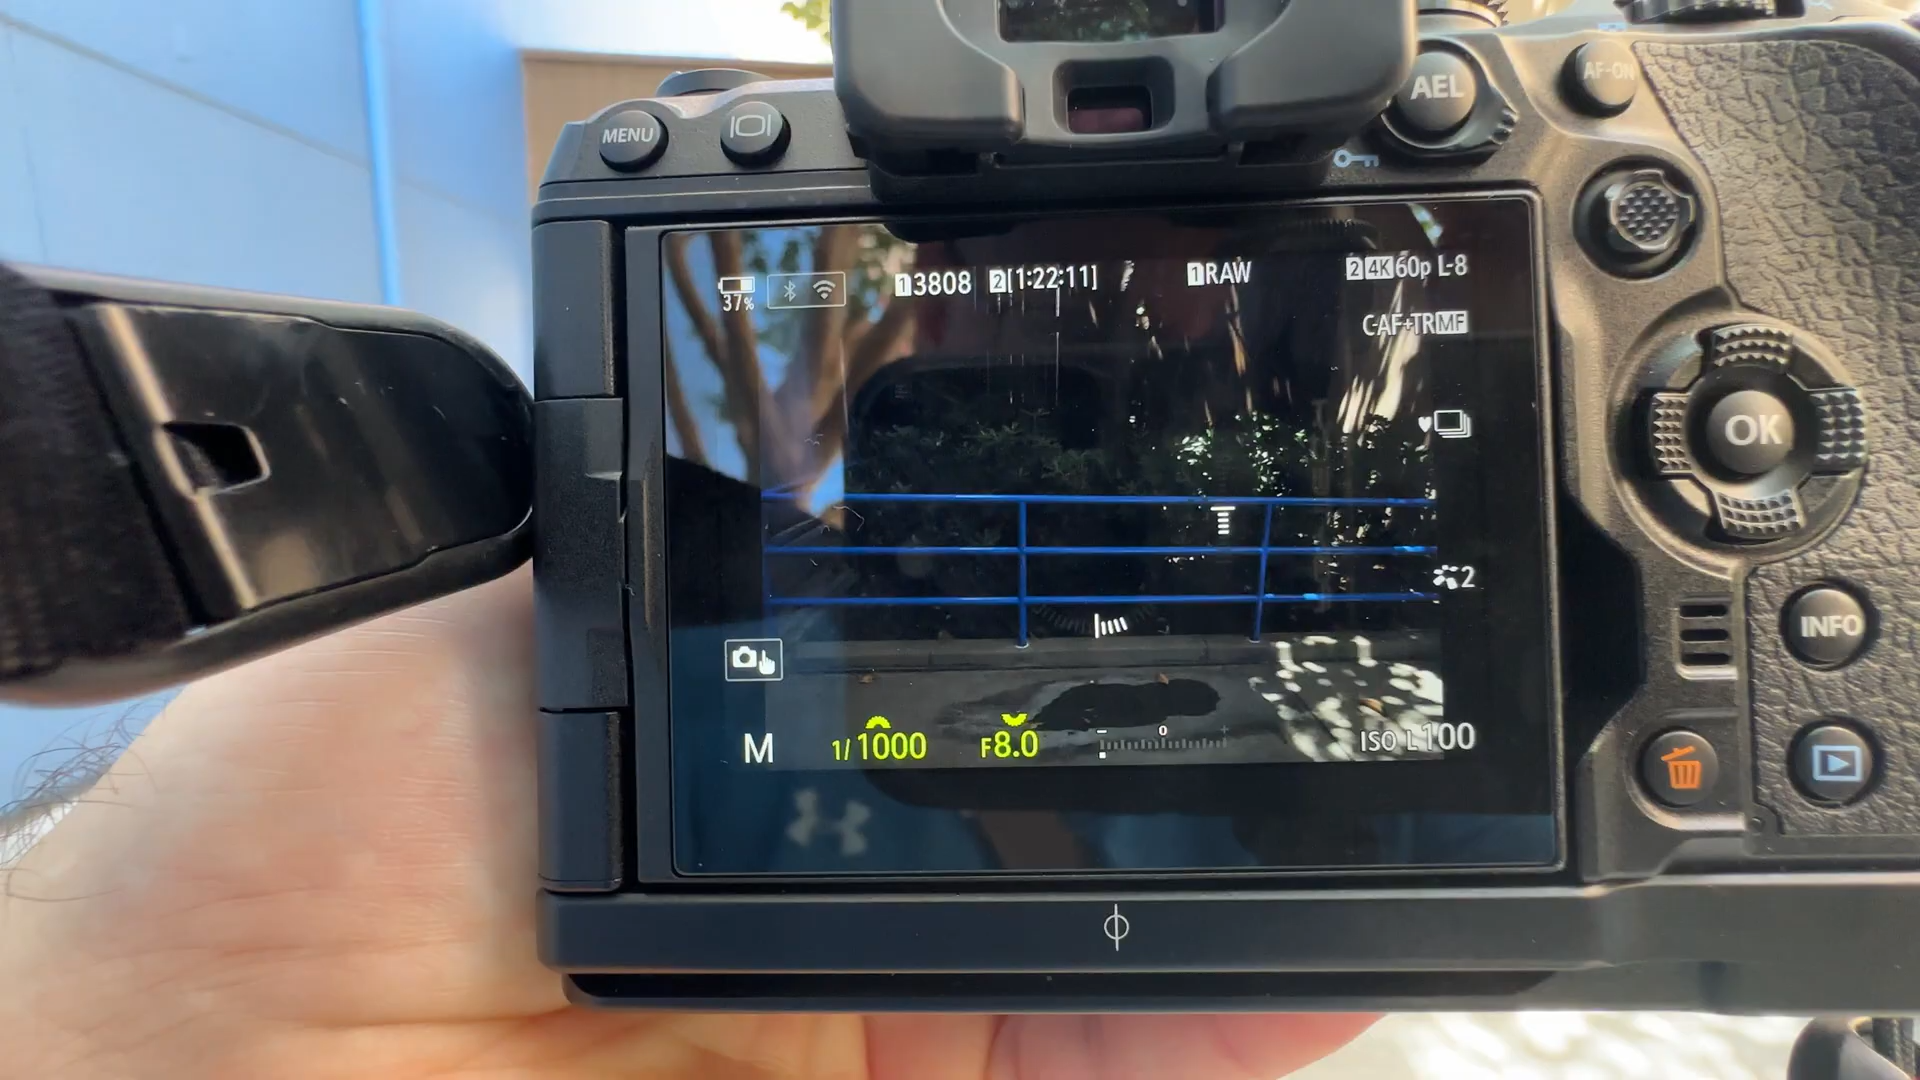 AEL
AF-ON
MENU
37%
1 3808
2 [1:22:11]
1 RAW
2 4K 60p L-8
C-AF+TR MF
OK
2
INFO
M
1/1000
F8.0
- 0 +
ISO L100